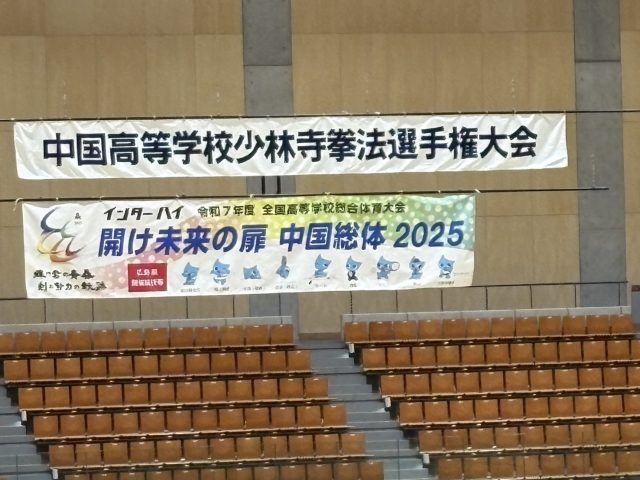 中国高等学校少林寺拳法選手権大会
インターハイ 令和7年度 全国高等学校総合体育大会
開け未来の扉 中国総体 2025
広島県